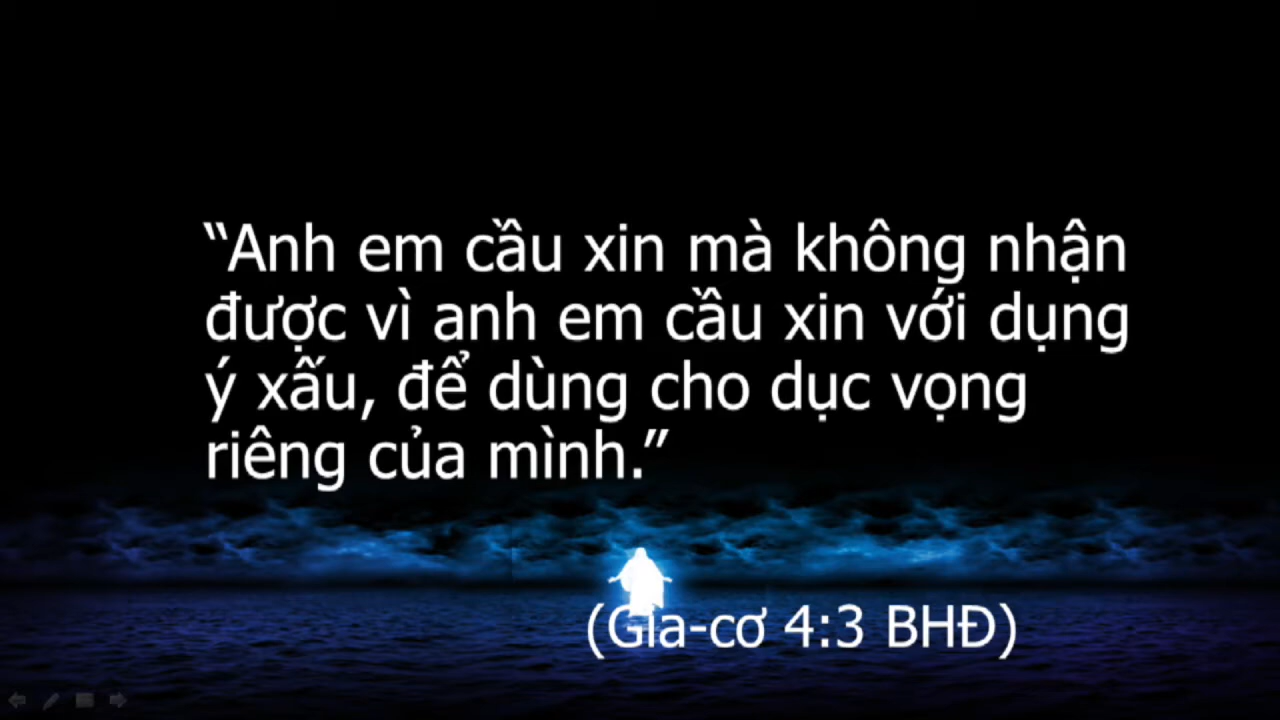 “Anh em cầu xin mà không nhận
được vì anh em cầu xin với dụng
ý xấu, để dùng cho dục vọng
riêng của mình.”
(Gia-cơ 4:3 BHĐ)